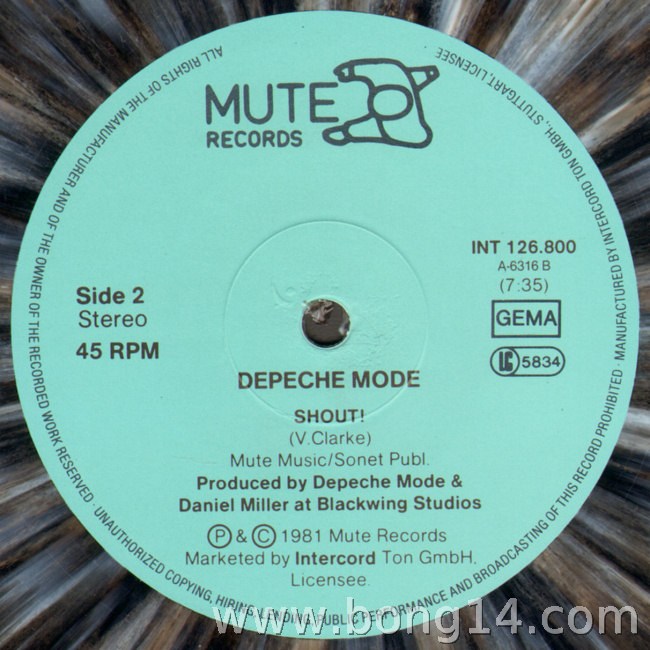 MUTE
RECORDS
INT 126.800
A-6316 B
(7:35)
GEMA
LC 5834
Side 2
Stereo
45 RPM
DEPECHE MODE
SHOUT!
(V.Clarke)
Mute Music/Sonet Publ.
Produced by Depeche Mode &
Daniel Miller at Blackwing Studios
Ⓟ & © 1981 Mute Records
Marketed by Intercord Ton GmbH,
Licensee.
ALL RIGHTS OF THE MANUFACTURER AND OF THE OWNER OF THE RECORDED WORK RESERVED · UNAUTHORIZED COPYING, HIRING, LENDING, PUBLIC PERFORMANCE AND BROADCASTING OF THIS RECORD PROHIBITED · MANUFACTURED BY INTERCORD TON GMBH., STUTTGART, LICENSEE
www.bong14.com